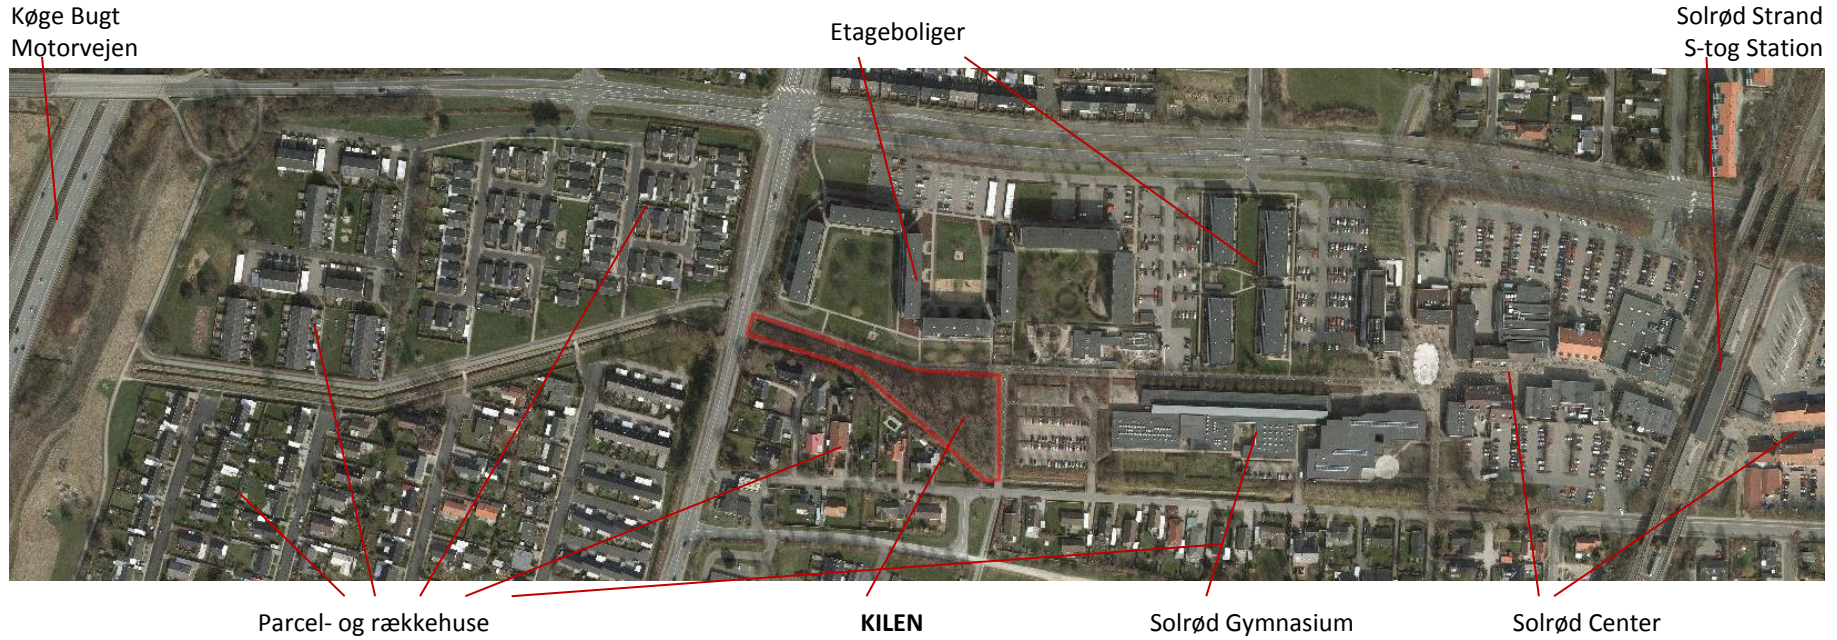 Køge Bugt
Motorvejen
Etageboliger
Solrød Strand
S-tog Station
Parcel- og rækkehuse
KILEN
Solrød Gymnasium
Solrød Center